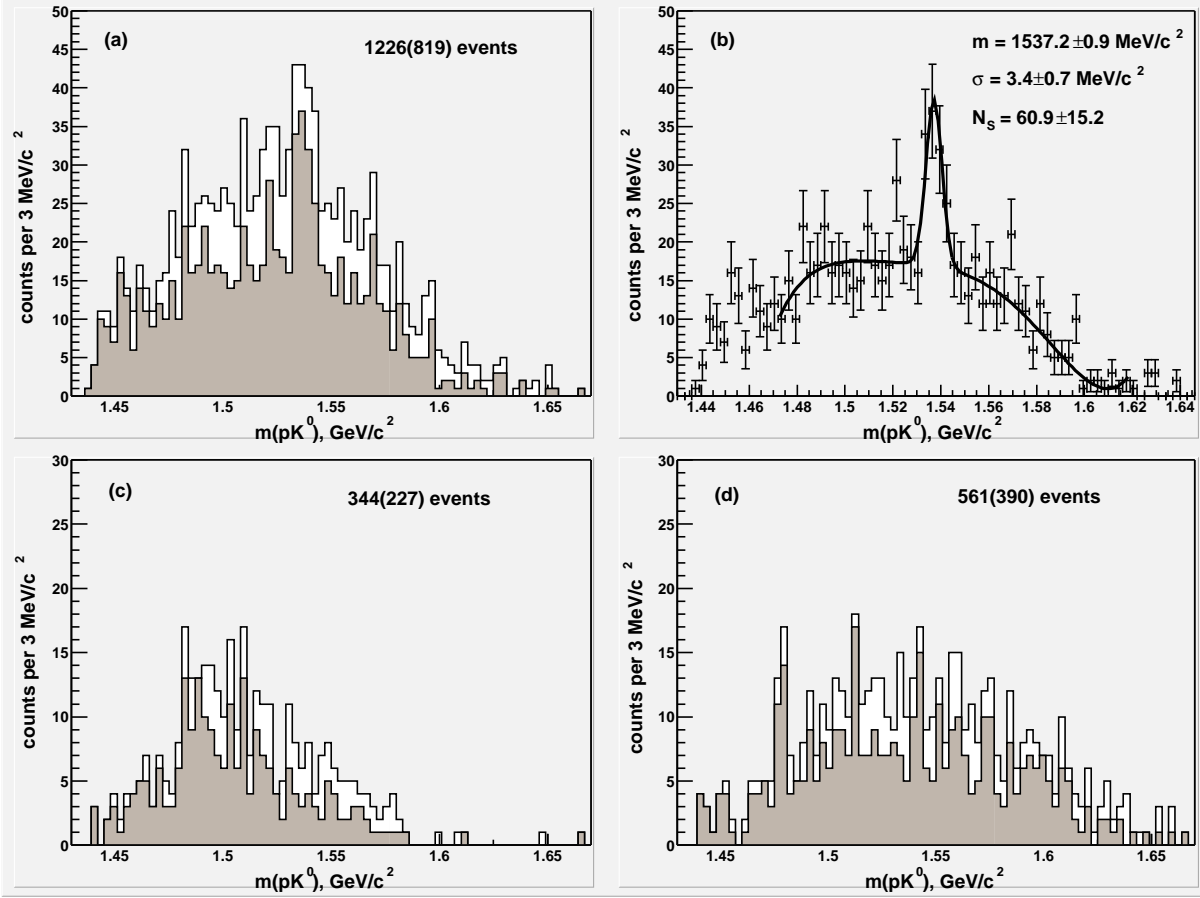 (a)
1226(819) events
counts per 3 MeV/c 2
50
45
40
35
30
25
20
15
10
5
0
1.45 1.5 1.55 1.6 1.65
m(pK0), GeV/c2
(b)
m = 1537.2±0.9 MeV/c 2
σ = 3.4±0.7 MeV/c 2
NS = 60.9±15.2
counts per 3 MeV/c 2
50
45
40
35
30
25
20
15
10
5
0
1.44 1.46 1.48 1.5 1.52 1.54 1.56 1.58 1.6 1.62 1.64
m(pK0), GeV/c2
(c)
344(227) events
counts per 3 MeV/c 2
30
25
20
15
10
5
0
1.45 1.5 1.55 1.6 1.65
m(pK0), GeV/c2
(d)
561(390) events
counts per 3 MeV/c 2
30
25
20
15
10
5
0
1.45 1.5 1.55 1.6 1.65
m(pK0), GeV/c2